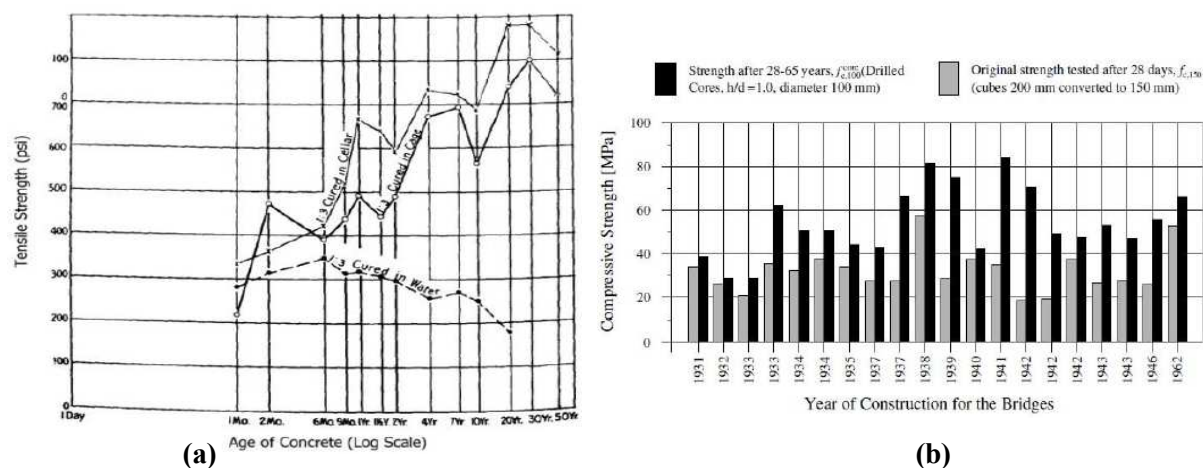 Tensile Strength (psi)
100
0
700
600
500
400
300
200
100
0
1:3 Cured in Cellar
1:3 Cured in Cage
1:3 Cured in Water
1 Day
1 Mo.
2 Mo.
6 Mo.
9 Mo.
1 Yr.
2 Yr.
4 Yr
7 Yr
10 Yr.
20 Yr.
30 Yr.
50 Yr
Age of Concrete (Log Scale)
(a)
Strength after 28-65 years, (Drilled
Cores, h/d =1.0, diameter 100 mm)
Original strength tested after 28 days, f c,150
(cubes 200 mm converted to 150 mm)
Compressive Strength [MPa]
100
80
60
40
20
0
1931
1932
1933
1933
1934
1934
1935
1937
1937
1938
1939
1940
1941
1942
1942
1942
1943
1943
1946
1962
Year of Construction for the Bridges
(b)